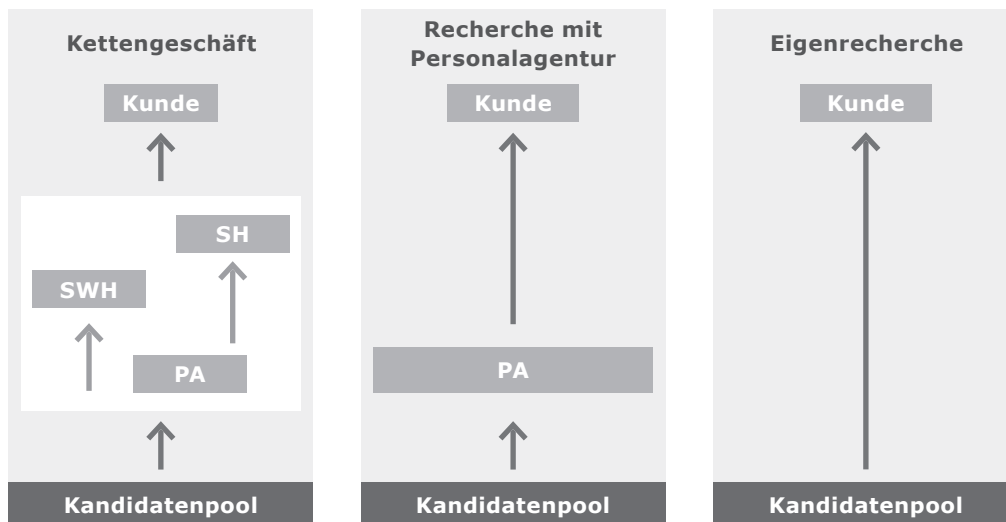 Kettengeschäft
Kunde
SH
SWH
PA
Kandidatenpool
Recherche mit
Personalagentur
Kunde
PA
Kandidatenpool
Eigenrecherche
Kunde
Kandidatenpool